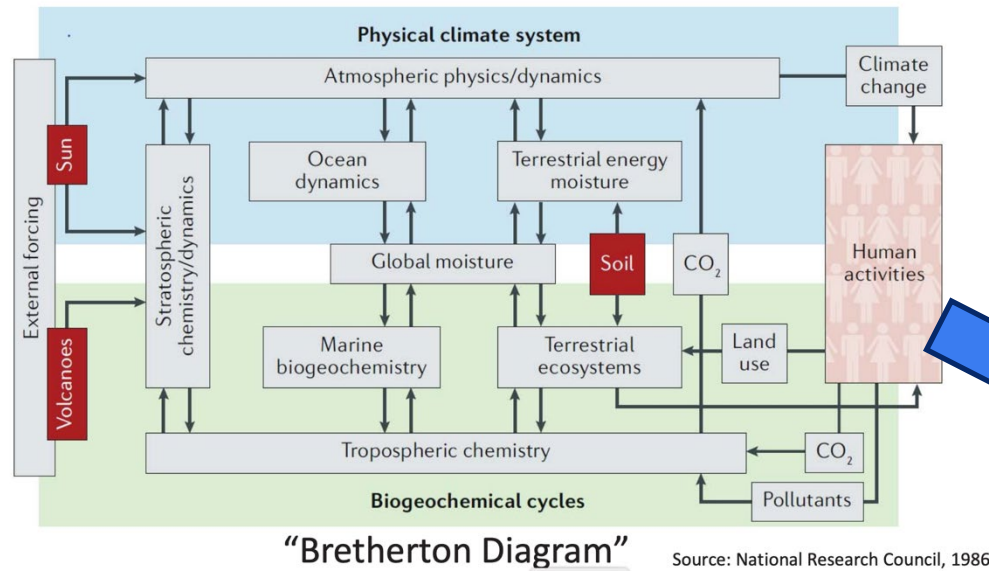 Physical climate system
Atmospheric physics/dynamics
Climate
change
External forcing
Sun
Stratospheric
chemistry/dynamics
Ocean
dynamics
Terrestrial energy
moisture
Global moisture
Soil
CO₂
Human
activities
Volcanoes
Marine
biogeochemistry
Terrestrial
ecosystems
Land
use
Tropospheric chemistry
CO₂
Pollutants
Biogeochemical cycles
“Bretherton Diagram”
Source: National Research Council, 1986